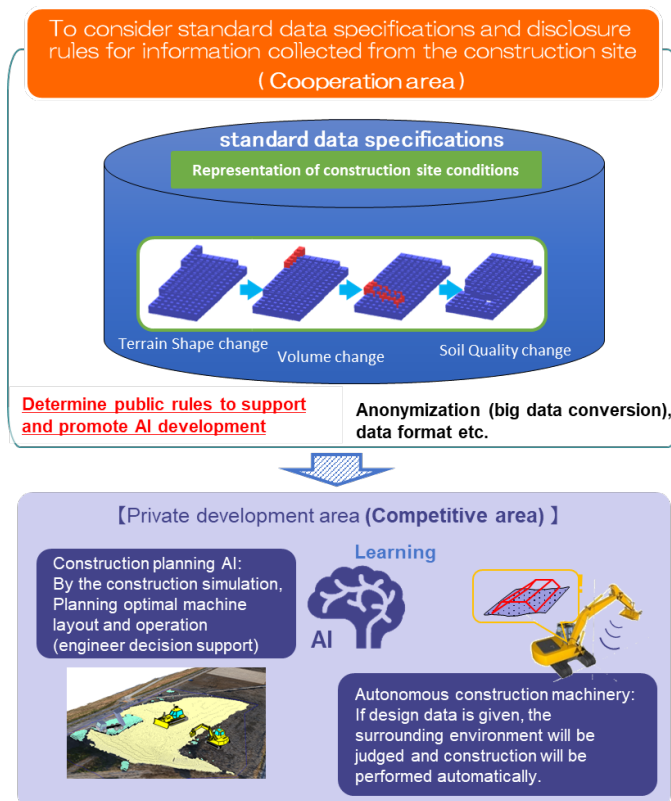 To consider standard data specifications and disclosure
rules for information collected from the construction site
( Cooperation area )
standard data specifications
Representation of construction site conditions
Terrain Shape change
Volume change
Soil Quality change
Determine public rules to support
and promote AI development
Anonymization (big data conversion),
data format etc.
【Private development area (Competitive area) 】
Construction planning AI:
By the construction simulation,
Planning optimal machine
layout and operation
(engineer decision support)
Learning
AI
Autonomous construction machinery:
If design data is given, the
surrounding environment will be
judged and construction will be
performed automatically.